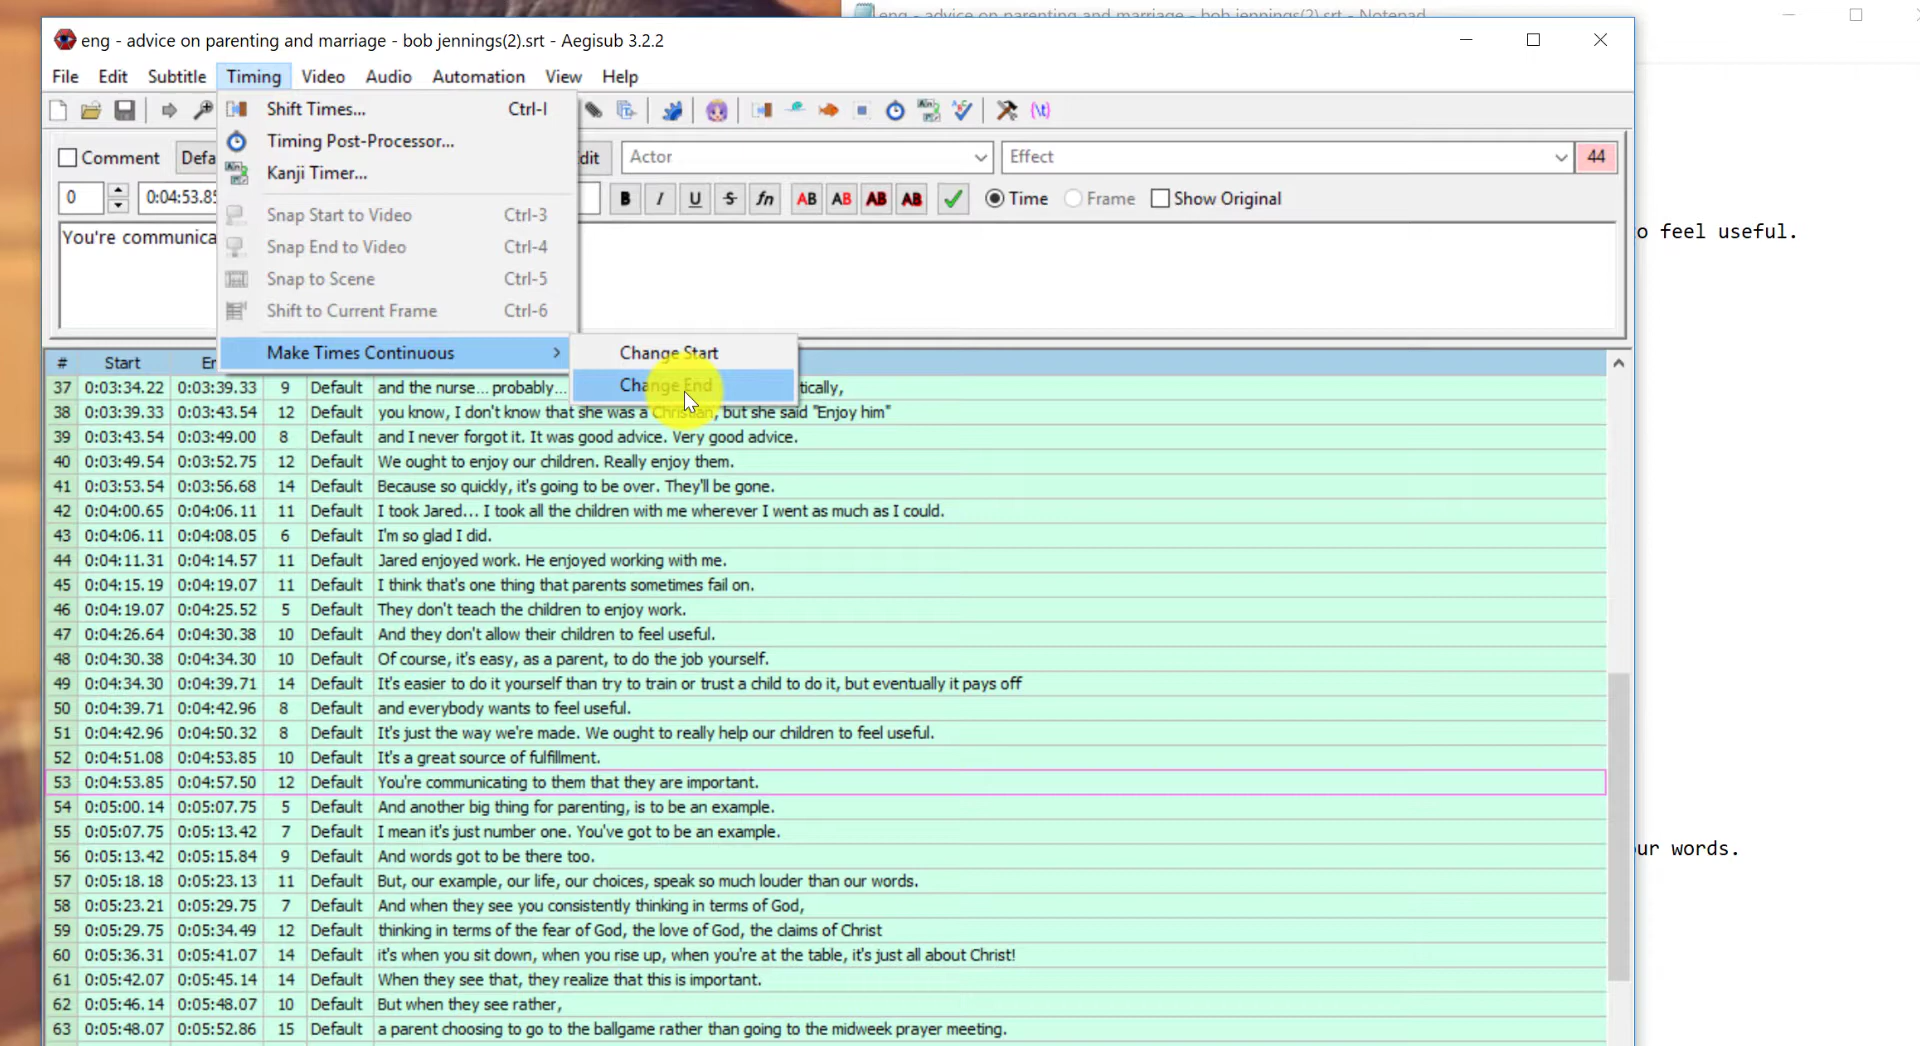 eng - advice on parenting and marriage - bob jennings(2).srt - Notepad
eng - advice on parenting and marriage - bob jennings(2).srt - Aegisub 3.2.2
File Edit Subtitle Timing Video Audio Automation View Help
Shift Times... Ctrl-I
Timing Post-Processor...
Kanji Timer...
Snap Start to Video Ctrl-3
Snap End to Video Ctrl-4
Snap to Scene Ctrl-5
Shift to Current Frame Ctrl-6
Make Times Continuous
Change Start
Change End
Comment Defa dit Actor Effect 44
0 0:04:53.85 B I U S fn AB AB AB AB Time Frame Show Original
You're communica
o feel useful.
ur words.
# Start En
37 0:03:34.22 0:03:39.33 9 Default and the nurse... probably... tically,
38 0:03:39.33 0:03:43.54 12 Default you know, I don't know that she was a Christian, but she said "Enjoy him"
39 0:03:43.54 0:03:49.00 8 Default and I never forgot it. It was good advice. Very good advice.
40 0:03:49.54 0:03:52.75 12 Default We ought to enjoy our children. Really enjoy them.
41 0:03:53.54 0:03:56.68 14 Default Because so quickly, it's going to be over. They'll be gone.
42 0:04:00.65 0:04:06.11 11 Default I took Jared... I took all the children with me wherever I went as much as I could.
43 0:04:06.11 0:04:08.05 6 Default I'm so glad I did.
44 0:04:11.31 0:04:14.57 11 Default Jared enjoyed work. He enjoyed working with me.
45 0:04:15.19 0:04:19.07 11 Default I think that's one thing that parents sometimes fail on.
46 0:04:19.07 0:04:25.52 5 Default They don't teach the children to enjoy work.
47 0:04:26.64 0:04:30.38 10 Default And they don't allow their children to feel useful.
48 0:04:30.38 0:04:34.30 10 Default Of course, it's easy, as a parent, to do the job yourself.
49 0:04:34.30 0:04:39.71 14 Default It's easier to do it yourself than try to train or trust a child to do it, but eventually it pays off
50 0:04:39.71 0:04:42.96 8 Default and everybody wants to feel useful.
51 0:04:42.96 0:04:50.32 8 Default It's just the way we're made. We ought to really help our children to feel useful.
52 0:04:51.08 0:04:53.85 10 Default It's a great source of fulfillment.
53 0:04:53.85 0:04:57.50 12 Default You're communicating to them that they are important.
54 0:05:00.14 0:05:07.75 5 Default And another big thing for parenting, is to be an example.
55 0:05:07.75 0:05:13.42 7 Default I mean it's just number one. You've got to be an example.
56 0:05:13.42 0:05:15.84 9 Default And words got to be there too.
57 0:05:18.18 0:05:23.13 11 Default But, our example, our life, our choices, speak so much louder than our words.
58 0:05:23.21 0:05:29.75 7 Default And when they see you consistently thinking in terms of God,
59 0:05:29.75 0:05:34.49 12 Default thinking in terms of the fear of God, the love of God, the claims of Christ
60 0:05:36.31 0:05:41.07 14 Default it's when you sit down, when you rise up, when you're at the table, it's just all about Christ!
61 0:05:42.07 0:05:45.14 14 Default When they see that, they realize that this is important.
62 0:05:46.14 0:05:48.07 10 Default But when they see rather,
63 0:05:48.07 0:05:52.86 15 Default a parent choosing to go to the ballgame rather than going to the midweek prayer meeting.